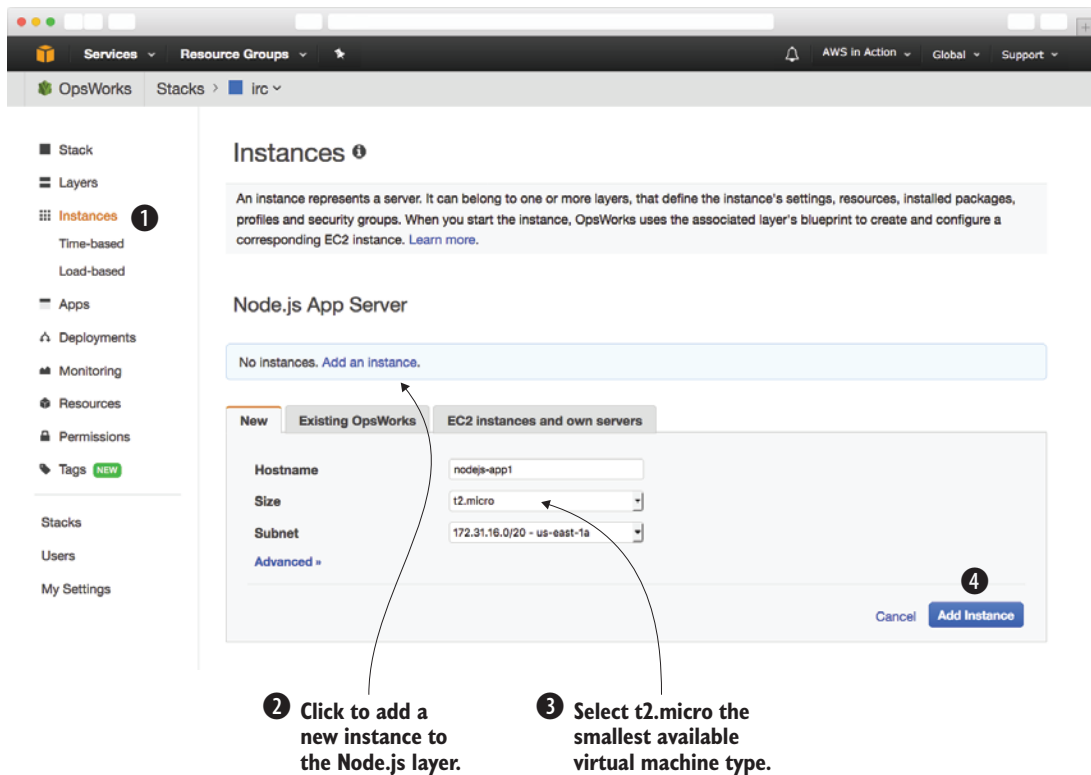 Services Resource Groups AWS in Action Global Support
OpsWorks Stacks > irc
Stack
Layers
Instances 1
Time-based
Load-based
Apps
Deployments
Monitoring
Resources
Permissions
Tags NEW
Stacks
Users
My Settings
Instances
An instance represents a server. It can belong to one or more layers, that define the instance's settings, resources, installed packages,
profiles and security groups. When you start the instance, OpsWorks uses the associated layer's blueprint to create and configure a
corresponding EC2 instance. Learn more.
Node.js App Server
No instances. Add an instance.
New Existing OpsWorks EC2 instances and own servers
Hostname nodejs-app1
Size t2.micro
Subnet 172.31.16.0/20 - us-east-1a
Advanced »
4
Cancel Add Instance
2 Click to add a
new instance to
the Node.js layer.
3 Select t2.micro the
smallest available
virtual machine type.